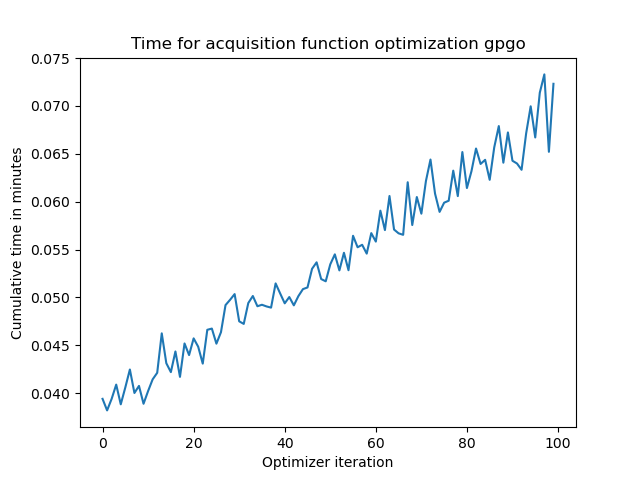 Time for acquisition function optimization gpgo
0.075
0.070
0.065
0.060
0.055
0.050
0.045
0.040
Cumulative time in minutes
0 20 40 60 80 100
Optimizer iteration